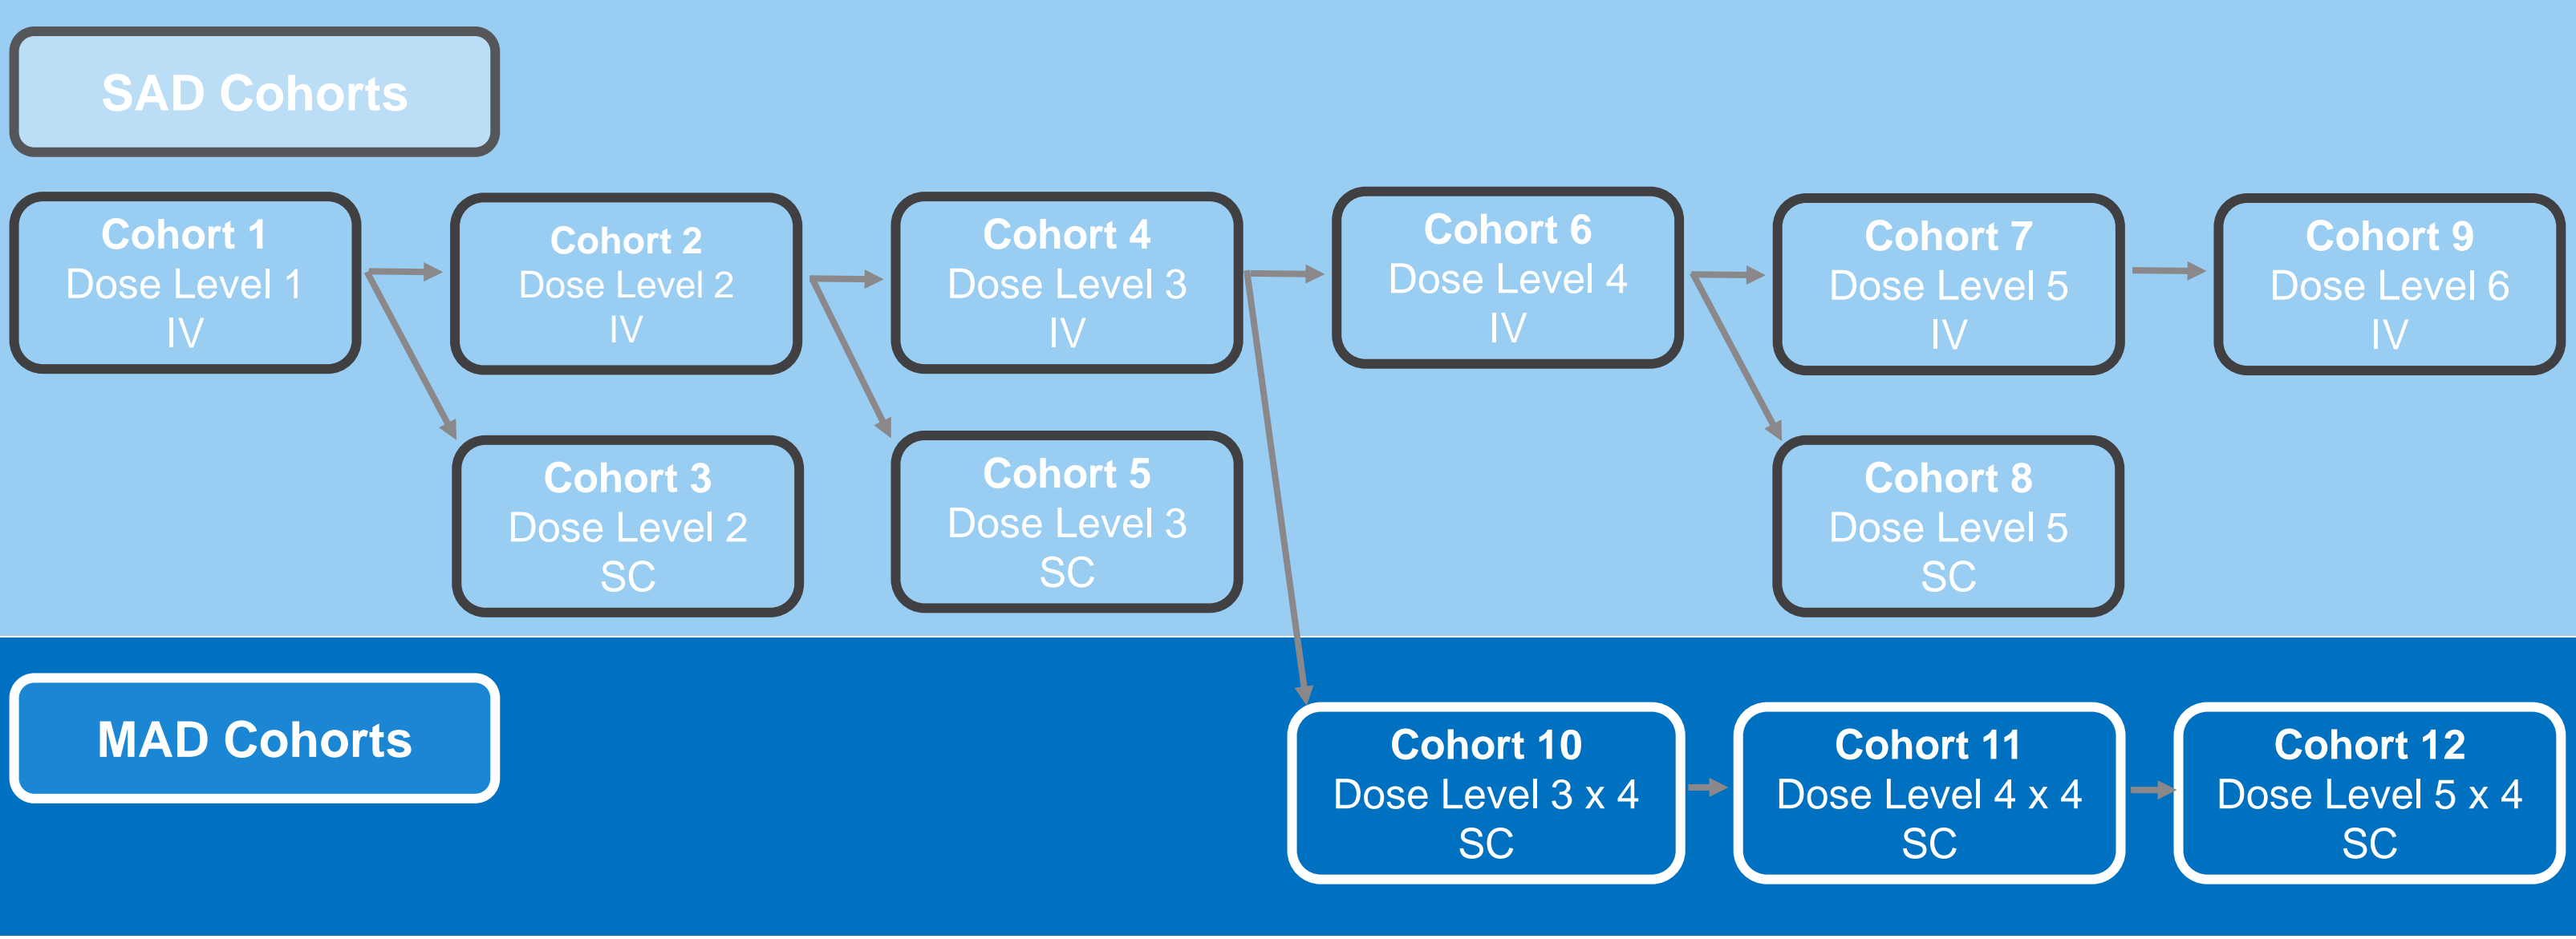 SAD Cohorts
Cohort 1
Dose Level 1
IV
Cohort 2
Dose Level 2
IV
Cohort 4
Dose Level 3
IV
Cohort 6
Dose Level 4
IV
Cohort 7
Dose Level 5
IV
Cohort 9
Dose Level 6
IV
Cohort 3
Dose Level 2
SC
Cohort 5
Dose Level 3
SC
Cohort 8
Dose Level 5
SC
MAD Cohorts
Cohort 10
Dose Level 3 x 4
SC
Cohort 11
Dose Level 4 x 4
SC
Cohort 12
Dose Level 5 x 4
SC